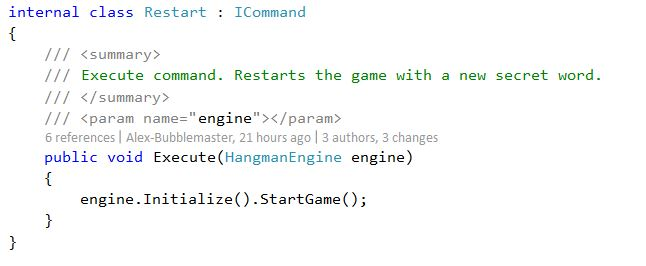 internal class Restart : ICommand
{
/// <summary>
/// Execute command. Restarts the game with a new secret word.
/// </summary>
/// <param name="engine"></param>
6 references | Alex-Bubblemaster, 21 hours ago | 3 authors, 3 changes
public void Execute(HangmanEngine engine)
{
engine.Initialize().StartGame();
}
}